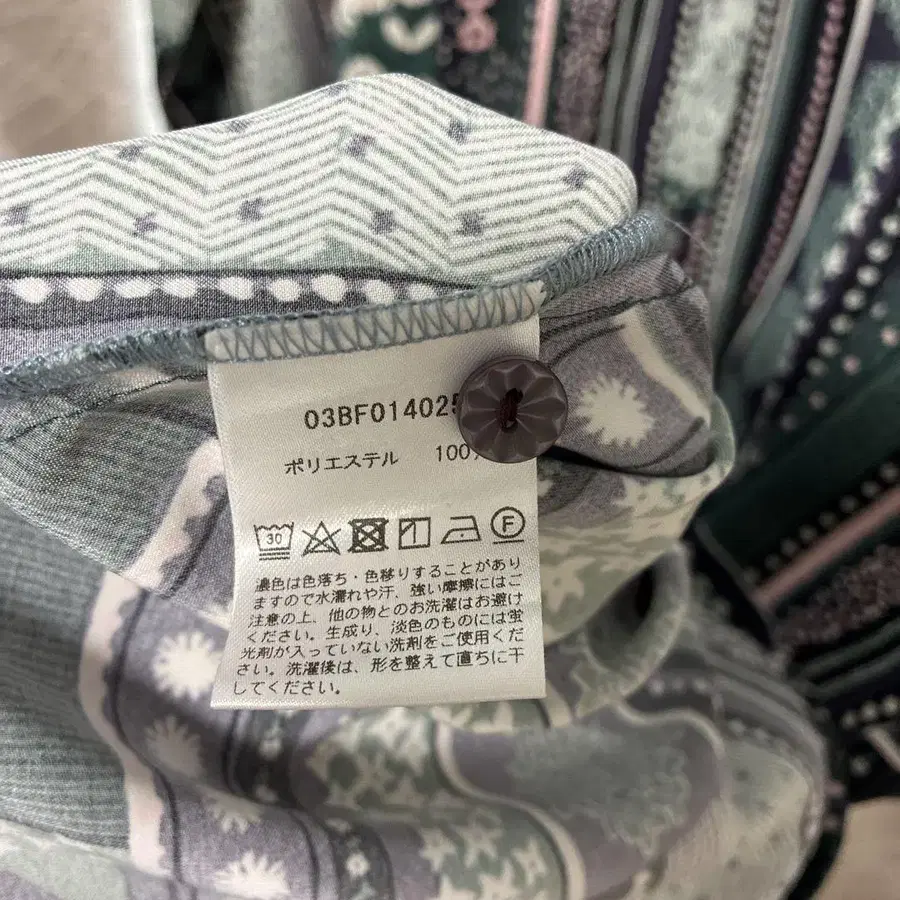 03BF014025
ポリエステル 100%
30 F
濃色は色落ち・色移りすることがあり
ますので水濡れや汗、強い摩擦にはご
注意の上、他の物とのお洗濯はお避け
ください。生成り、淡色のものには蛍
光剤が入っていない洗剤をご使用くだ
さい。洗濯後は、形を整えて直ちに干
してください。